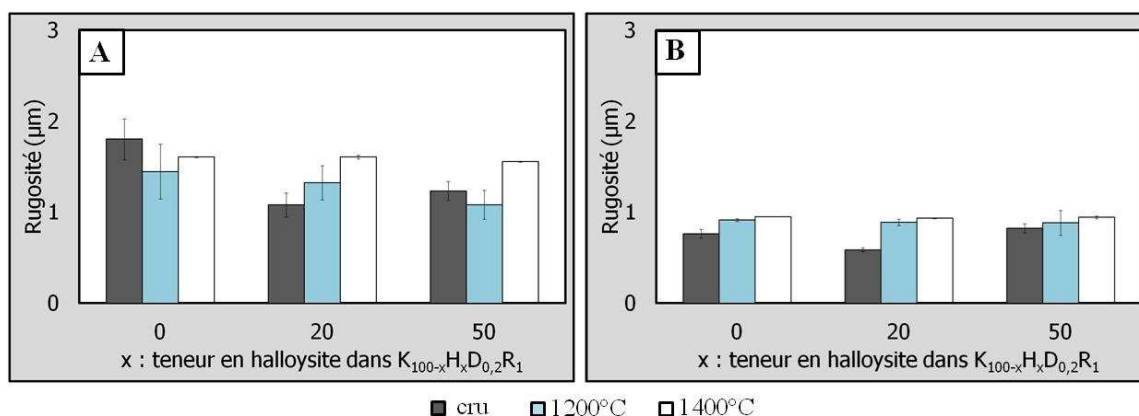 A
3
2
1
0
Rugosité (µm)
0 20 50
x : teneur en halloysite dans K₁₀₀₋ₓHₓD₀,₂R₁
B
3
2
1
0
Rugosité (µm)
0 20 50
x : teneur en halloysite dans K₁₀₀₋ₓHₓD₀,₂R₁
cru 1200°C 1400°C